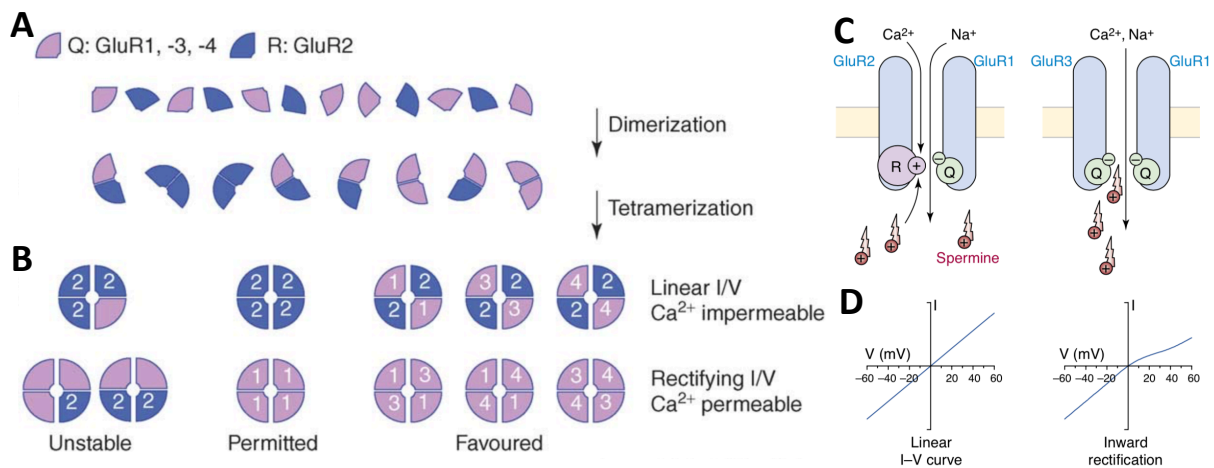 A
Q: GluR1, -3, -4
R: GluR2
Dimerization
Tetramerization
B
2 2
2
2 2
2 2
1 2
2 1
3 2
2 3
4 2
2 4
Linear I/V
Ca²⁺ impermeable
2
2 2
1 1
1 1
1 3
3 1
1 4
4 1
3 4
4 3
Rectifying I/V
Ca²⁺ permeable
Unstable
Permitted
Favoured
C
Ca²⁺
Na⁺
GluR2
GluR1
R
+
−
Q
+
+
+
Spermine
Ca²⁺, Na⁺
GluR3
GluR1
−
−
Q
Q
+
+
+
D
I
V (mV)
−60 −40 −20 20 40 60
Linear
I–V curve
I
V (mV)
−60 −40 −20 20 40 60
Inward
rectification